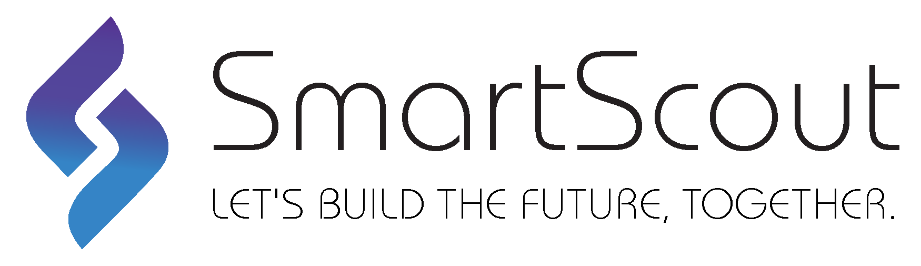 SmartScout
LET'S BUILD THE FUTURE, TOGETHER.